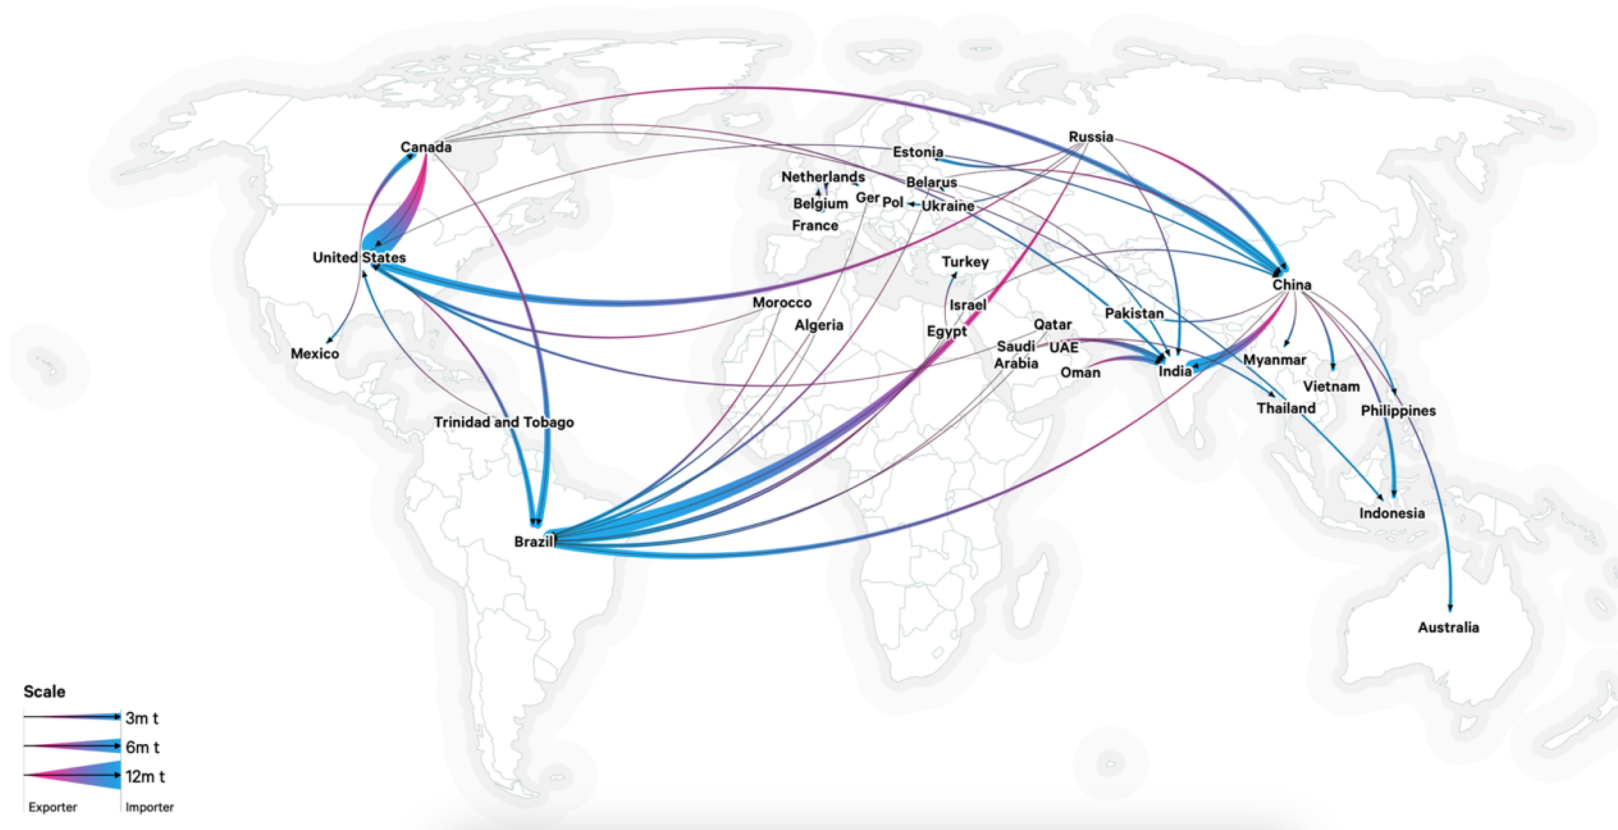 Canada
Russia
Estonia
Netherlands
Belarus
Belgium
Ger
Pol
Ukraine
France
United States
Turkey
China
Morocco
Israel
Algeria
Egypt
Qatar
Pakistan
Mexico
Saudi
Arabia
UAE
Oman
India
Myanmar
Vietnam
Thailand
Philippines
Trinidad and Tobago
Indonesia
Brazil
Australia
Scale
3m t
6m t
12m t
Exporter
Importer